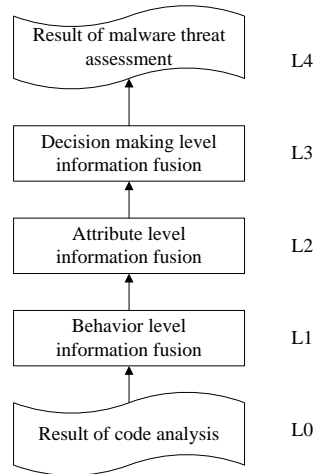 Result of malware threat
assessment
L4
Decision making level
information fusion
L3
Attribute level
information fusion
L2
Behavior level
information fusion
L1
Result of code analysis
L0